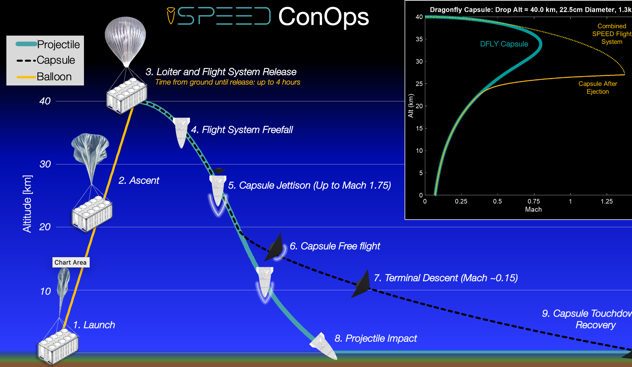 iSPEED ConOps
Projectile
Capsule
Balloon
3. Loiter and Flight System Release
Time from ground until release: up to 4 hours
4. Flight System Freefall
5. Capsule Jettison (Up to Mach 1.75)
2. Ascent
6. Capsule Free flight
7. Terminal Descent (Mach ~0.15)
Chart Area
1. Launch
8. Projectile Impact
9. Capsule Touchdow
Recovery
Altitude [km]
40
30
20
10
Dragonfly Capsule: Drop Alt = 40.0 km, 22.5cm Diameter, 1.3k
Combined
SPEED Flight
System
DFLY Capsule
Capsule After
Ejection
Alt (km)
40
35
30
25
20
15
10
5
0
0
0.25
0.5
0.75
1
1.25
Mach